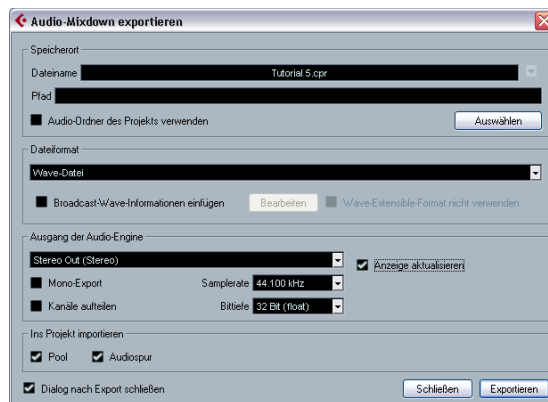 Audio-Mixdown exportieren
Speicherort
Dateiname Tutorial 5.cpr
Pfad
Audio-Ordner des Projekts verwenden Auswählen
Dateiformat
Wave-Datei
Broadcast-Wave-Informationen einfügen Bearbeiten Wave-Extensible-Format nicht verwenden
Ausgang der Audio-Engine
Stereo Out (Stereo) Anzeige aktualisieren
Mono-Export Samplerate 44.100 kHz
Kanäle aufteilen Bittiefe 32 Bit (float)
Ins Projekt importieren
Pool Audiospur
Dialog nach Export schließen Schließen Exportieren